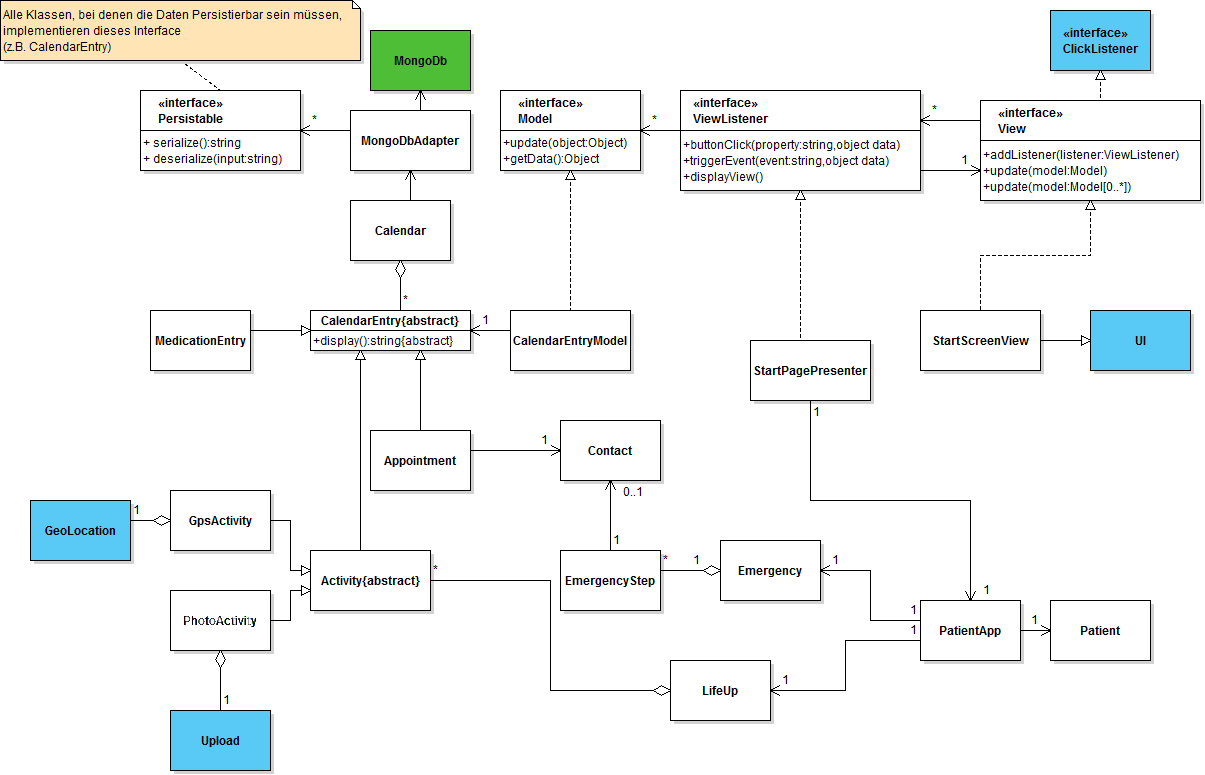 Alle Klassen, bei denen die Daten Persistierbar sein müssen,
implementieren dieses Interface
(z.B. CalendarEntry)
MongoDb
«interface»
ClickListener
«interface»
Persistable
+ serialize():string
+ deserialize(input:string)
*
MongoDbAdapter
«interface»
Model
+update(object:Object)
+getData():Object
*
«interface»
ViewListener
+buttonClick(property:string,object data)
+triggerEvent(event:string,object data)
+displayView()
*
1
«interface»
View
+addListener(listener:ViewListener)
+update(model:Model)
+update(model:Model[0..*])
Calendar
*
MedicationEntry
CalendarEntry{abstract}
+display():string{abstract}
1
CalendarEntryModel
StartPagePresenter
1
StartScreenView
UI
Appointment
1
Contact
0..1
GeoLocation
1
GpsActivity
Activity{abstract}
*
1
EmergencyStep
*
1
Emergency
1
PhotoActivity
1
1
1
PatientApp
1
Patient
LifeUp
1
1
Upload